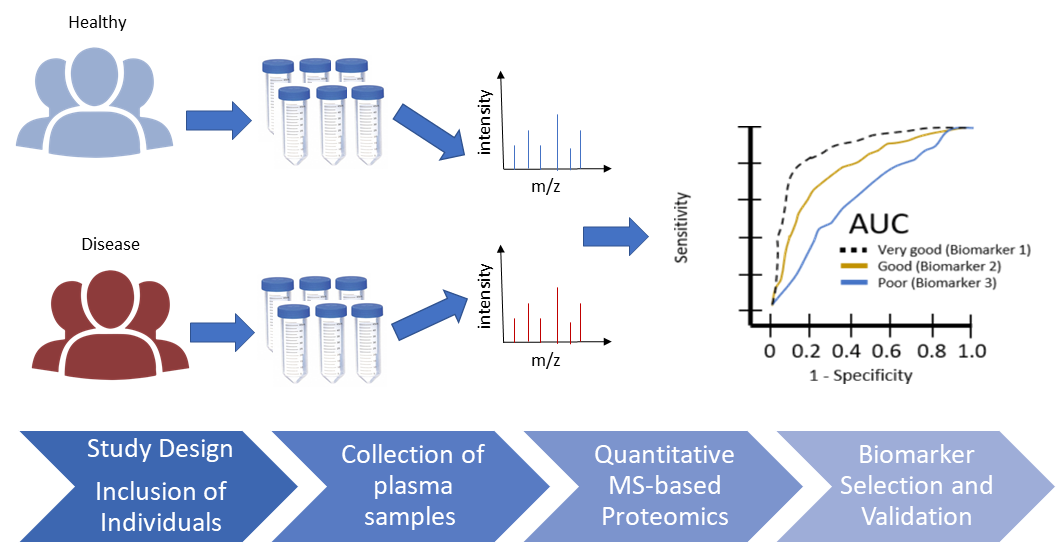 Healthy
intensity
m/z
Disease
intensity
m/z
Sensitivity
AUC
Very good (Biomarker 1)
Good (Biomarker 2)
Poor (Biomarker 3)
0 0.2 0.4 0.6 0.8 1.0
1 - Specificity
Study Design
Inclusion of
Individuals
Collection of
plasma
samples
Quantitative
MS-based
Proteomics
Biomarker
Selection and
Validation